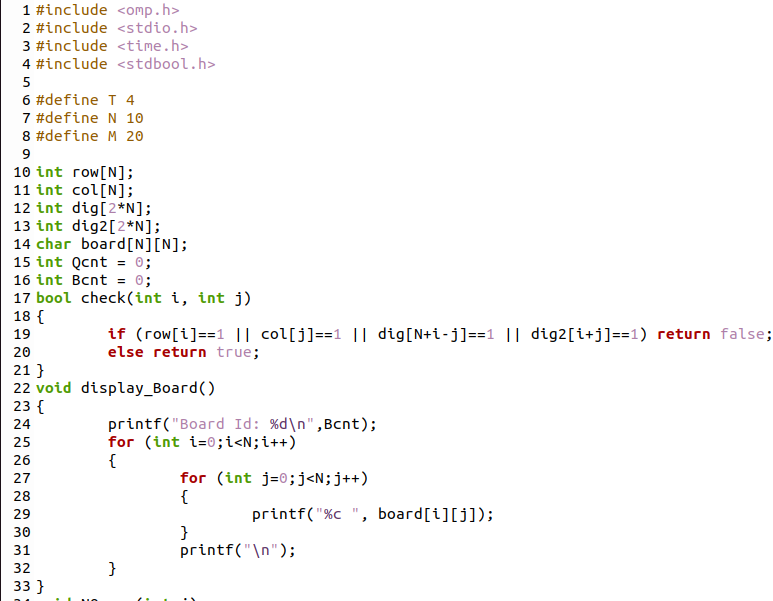 1 #include <omp.h>
2 #include <stdio.h>
3 #include <time.h>
4 #include <stdbool.h>
5
6 #define T 4
7 #define N 10
8 #define M 20
9
10 int row[N];
11 int col[N];
12 int dig[2*N];
13 int dig2[2*N];
14 char board[N][N];
15 int Qcnt = 0;
16 int Bcnt = 0;
17 bool check(int i, int j)
18 {
19         if (row[i]==1 || col[j]==1 || dig[N+i-j]==1 || dig2[i+j]==1) return false;
20         else return true;
21 }
22 void display_Board()
23 {
24         printf("Board Id: %d\n",Bcnt);
25         for (int i=0;i<N;i++)
26         {
27                 for (int j=0;j<N;j++)
28                 {
29                         printf("%c ", board[i][j]);
30                 }
31                 printf("\n");
32         }
33 }